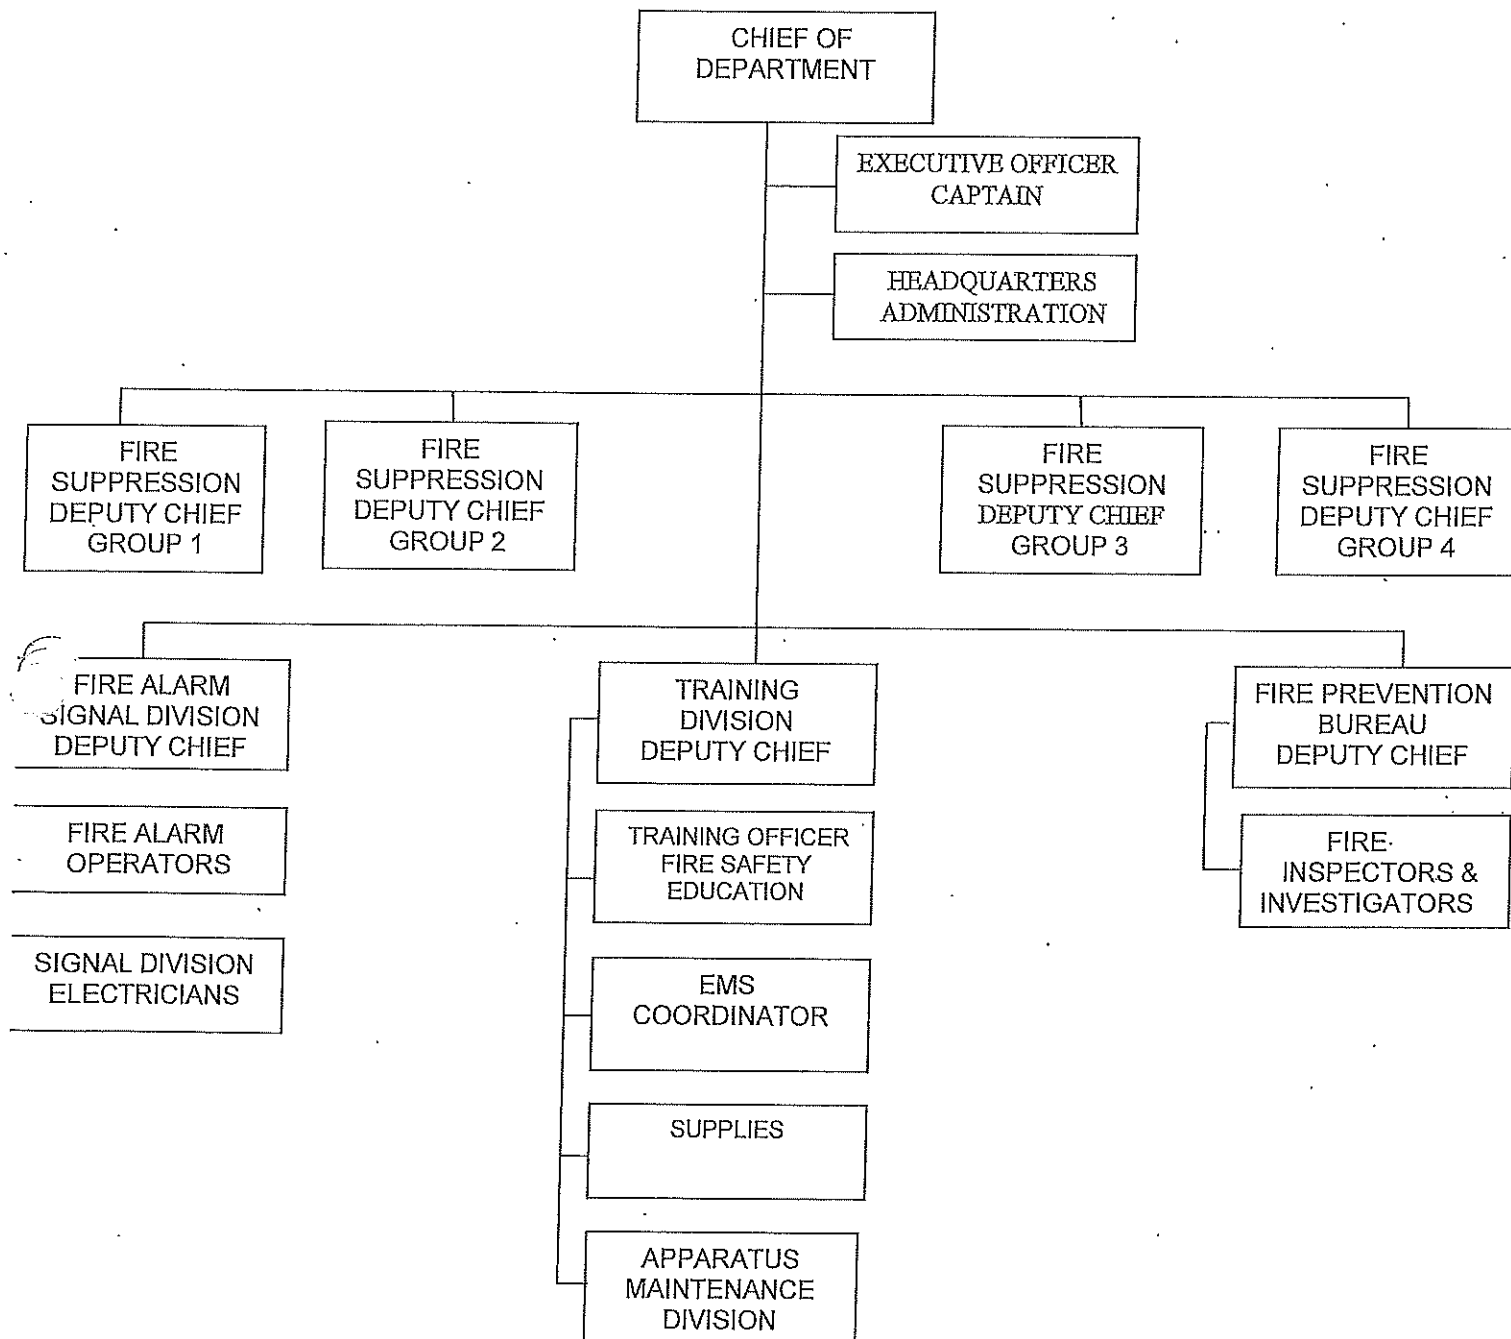 CHIEF OF
DEPARTMENT
EXECUTIVE OFFICER
CAPTAIN
HEADQUARTERS
ADMINISTRATION
FIRE
SUPPRESSION
DEPUTY CHIEF
GROUP 1
FIRE
SUPPRESSION
DEPUTY CHIEF
GROUP 2
FIRE
SUPPRESSION
DEPUTY CHIEF
GROUP 3
FIRE
SUPPRESSION
DEPUTY CHIEF
GROUP 4
FIRE ALARM
SIGNAL DIVISION
DEPUTY CHIEF
FIRE ALARM
OPERATORS
SIGNAL DIVISION
ELECTRICIANS
TRAINING
DIVISION
DEPUTY CHIEF
TRAINING OFFICER
FIRE SAFETY
EDUCATION
EMS
COORDINATOR
SUPPLIES
APPARATUS
MAINTENANCE
DIVISION
FIRE PREVENTION
BUREAU
DEPUTY CHIEF
FIRE
INSPECTORS &
INVESTIGATORS